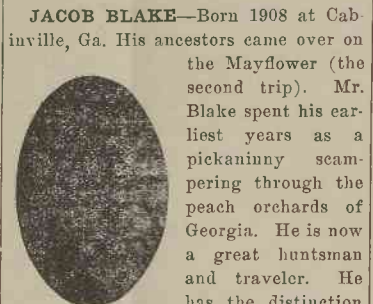 JACOB BLAKE—Born 1908 at Cab-
inville, Ga. His ancestors came over on
the Mayflower (the
second trip). Mr.
Blake spent his ear-
liest years as a
pickaninny scam-
pering through the
peach orchards of
Georgia. He is now
a great huntsman
and traveler. He
has the distinction